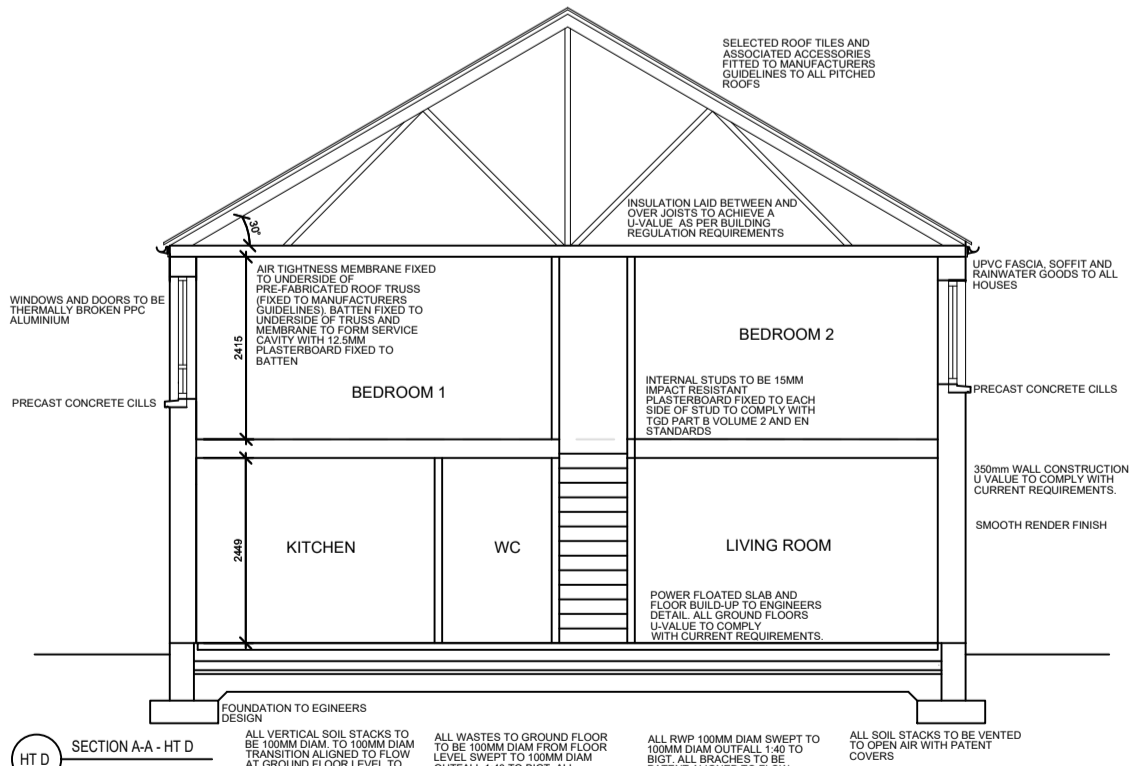 SELECTED ROOF TILES AND
ASSOCIATED ACCESSORIES
FITTED TO MANUFACTURERS
GUIDELINES TO ALL PITCHED
ROOFS
INSULATION LAID BETWEEN AND
OVER JOISTS TO ACHIEVE A
U-VALUE AS PER BUILDING
REGULATION REQUIREMENTS
30°
AIR TIGHTNESS MEMBRANE FIXED
TO UNDERSIDE OF
PRE-FABRICATED ROOF TRUSS
(FIXED TO MANUFACTURERS
GUIDELINES). BATTEN FIXED TO
UNDERSIDE OF TRUSS AND
MEMBRANE TO FORM SERVICE
CAVITY WITH 12.5MM
PLASTERBOARD FIXED TO
BATTEN
UPVC FASCIA, SOFFIT AND
RAINWATER GOODS TO ALL
HOUSES
WINDOWS AND DOORS TO BE
THERMALLY BROKEN PPC
ALUMINIUM
2415
BEDROOM 2
BEDROOM 1
INTERNAL STUDS TO BE 15MM
IMPACT RESISTANT
PLASTERBOARD FIXED TO EACH
SIDE OF STUD TO COMPLY WITH
TGD PART B VOLUME 2 AND EN
STANDARDS
PRECAST CONCRETE CILLS
PRECAST CONCRETE CILLS
350mm WALL CONSTRUCTION
U VALUE TO COMPLY WITH
CURRENT REQUIREMENTS.
SMOOTH RENDER FINISH
2449
KITCHEN
WC
LIVING ROOM
POWER FLOATED SLAB AND
FLOOR BUILD-UP TO ENGINEERS
DETAIL. ALL GROUND FLOORS
U-VALUE TO COMPLY
WITH CURRENT REQUIREMENTS.
FOUNDATION TO EGINEERS
DESIGN
HT D
SECTION A-A - HT D
ALL VERTICAL SOIL STACKS TO
BE 100MM DIAM. TO 100MM DIAM
TRANSITION ALIGNED TO FLOW
AT GROUND FLOOR LEVEL TO
ALL WASTES TO GROUND FLOOR
TO BE 100MM DIAM FROM FLOOR
LEVEL SWEPT TO 100MM DIAM
ALL RWP 100MM DIAM SWEPT TO
100MM DIAM OUTFALL 1:40 TO
BIGT. ALL BRACHES TO BE
ALL SOIL STACKS TO BE VENTED
TO OPEN AIR WITH PATENT
COVERS